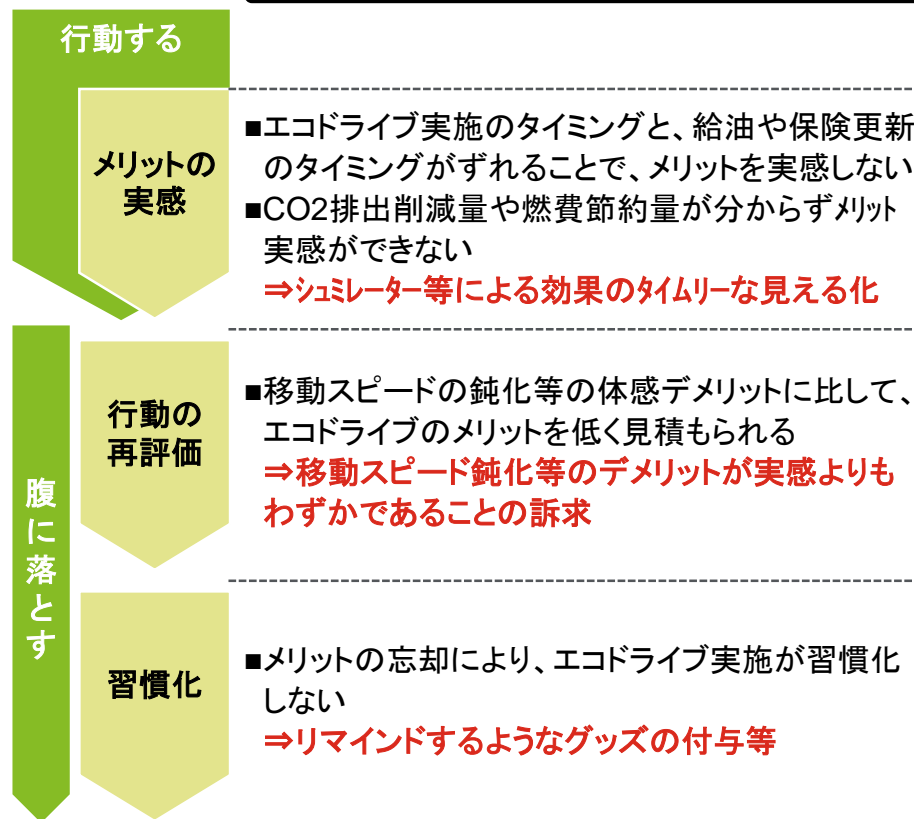 行動する
メリットの
実感
■エコドライブ実施のタイミングと、給油や保険更新
のタイミングがずれることで、メリットを実感しない
■CO2排出削減量や燃費節約量が分からずメリット
実感ができない
⇒シュミレーター等による効果のタイムリーな見える化
腹に落とす
行動の
再評価
■移動スピードの鈍化等の体感デメリットに比して、
エコドライブのメリットを低く見積もられる
⇒移動スピード鈍化等のデメリットが実感よりも
わずかであることの訴求
習慣化
■メリットの忘却により、エコドライブ実施が習慣化
しない
⇒リマインドするようなグッズの付与等